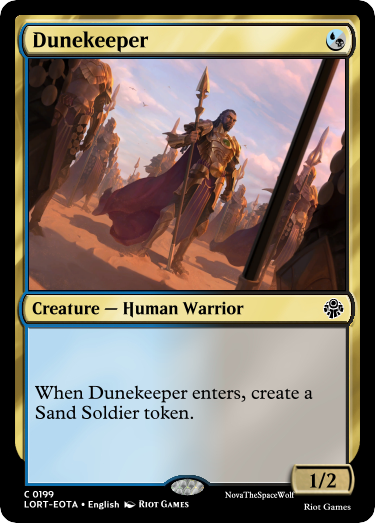 Dunekeeper
Creature — Human Warrior
When Dunekeeper enters, create a
Sand Soldier token.
1/2
C 0199
LORT-EOTA • English Riot Games
NovaTheSpaceWolf
Riot Games